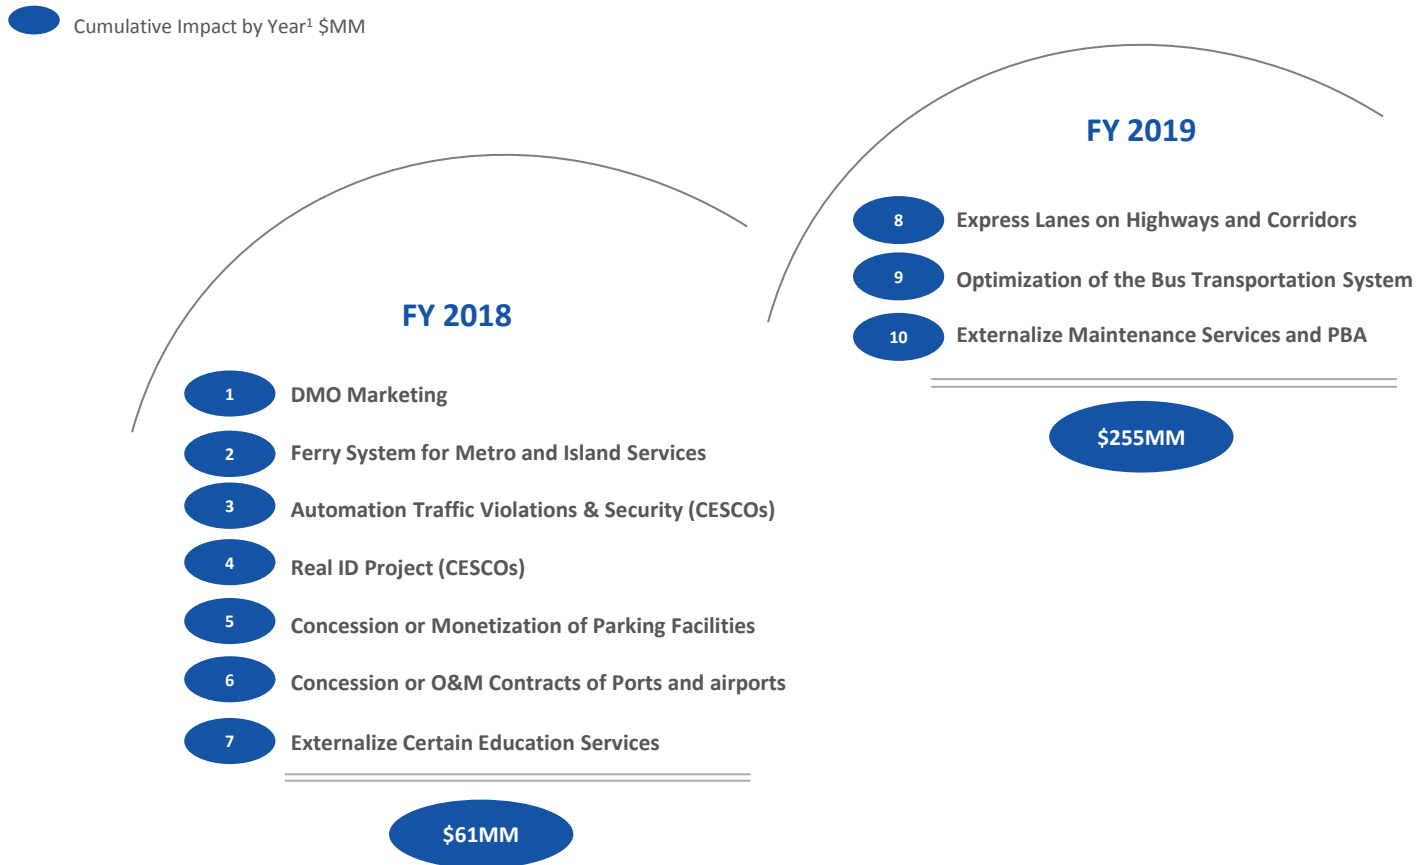 Cumulative Impact by Year¹ $MM
FY 2018
1 DMO Marketing
2 Ferry System for Metro and Island Services
3 Automation Traffic Violations & Security (CESCOs)
4 Real ID Project (CESCOs)
5 Concession or Monetization of Parking Facilities
6 Concession or O&M Contracts of Ports and airports
7 Externalize Certain Education Services
$61MM
FY 2019
8 Express Lanes on Highways and Corridors
9 Optimization of the Bus Transportation System
10 Externalize Maintenance Services and PBA
$255MM